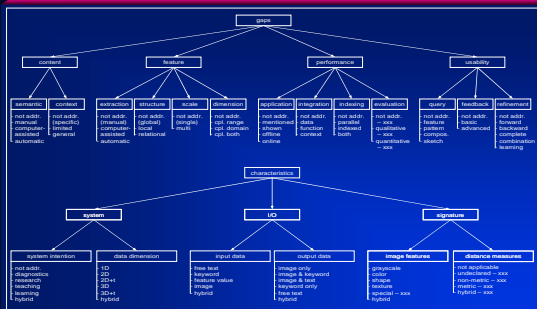 gaps
content feature performance usability
semantic context extraction structure scale dimension application integration indexing evaluation query feedback refinement
- not addr.
- manual
- computer-
assisted
- automatic
- not addr.
- (specific)
- limited
- general
- not addr.
- (manual)
- computer-
assisted
- automatic
- not addr.
- (global)
- local
- relational
- not addr.
- (single)
- multi
- not addr.
- cpl. range
- cpl. domain
- cpl. both
- not addr.
- mentioned
- shown
- offline
- online
- not addr.
- data
- function
- context
- not addr.
- parallel
- indexed
- both
- not addr.
– xxx
- qualitative
– xxx
- quantitative
– xxx
- not addr.
- feature
- pattern
- compos.
- sketch
- not addr.
- basic
- advanced
- not addr.
- forward
- backward
- complete
- combination
- learning
characteristics
system I/O signature
system intention data dimension input data output data image features distance measures
- not addr.
- diagnostics
- research
- teaching
- learning
- hybrid
- 1D
- 2D
- 2D+t
- 3D
- 3D+t
- hybrid
- free text
- keyword
- feature value
- image
- hybrid
- image only
- image & keyword
- image & text
- keyword only
- free text
- hybrid
- grayscale
- color
- shape
- texture
- special – xxx
- hybrid
- not applicable
- undeclared – xxx
- non-metric – xxx
- metric – xxx
- hybrid – xxx